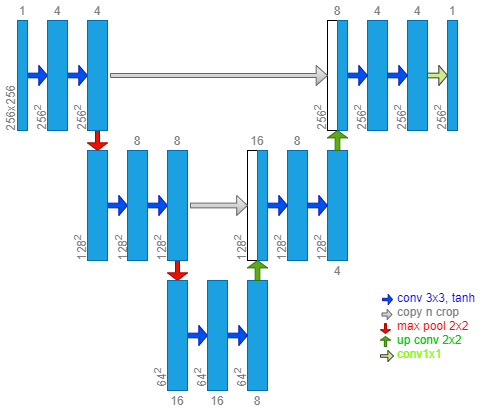 1 4 4 8 4 4 1
256x256 256² 256² 256² 256² 256² 256²
8 8 16 8
128² 128² 128² 128² 128² 128²
4
64² 64² 64²
16 16 8
conv 3x3, tanh
copy n crop
max pool 2x2
up conv 2x2
conv1x1